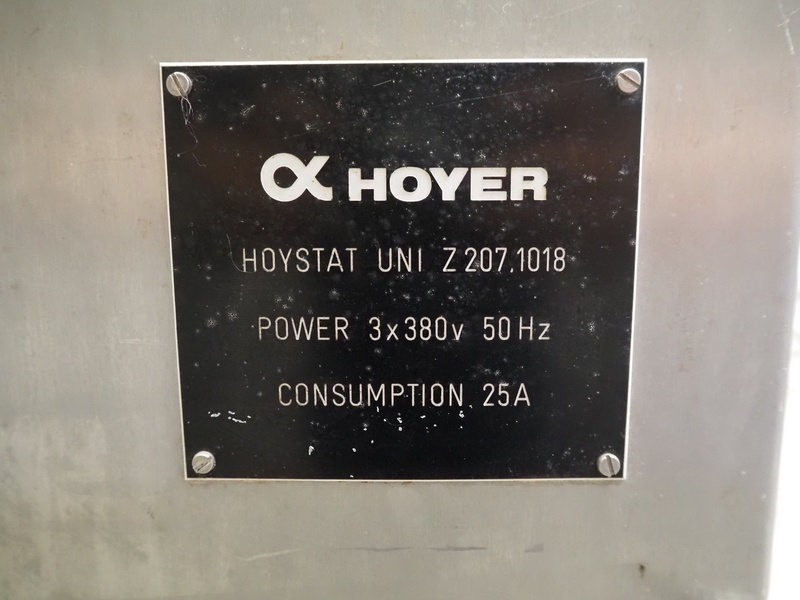 HOYER
HOYSTAT UNI Z 207.1018
POWER 3x380v 50Hz
CONSUMPTION 25A